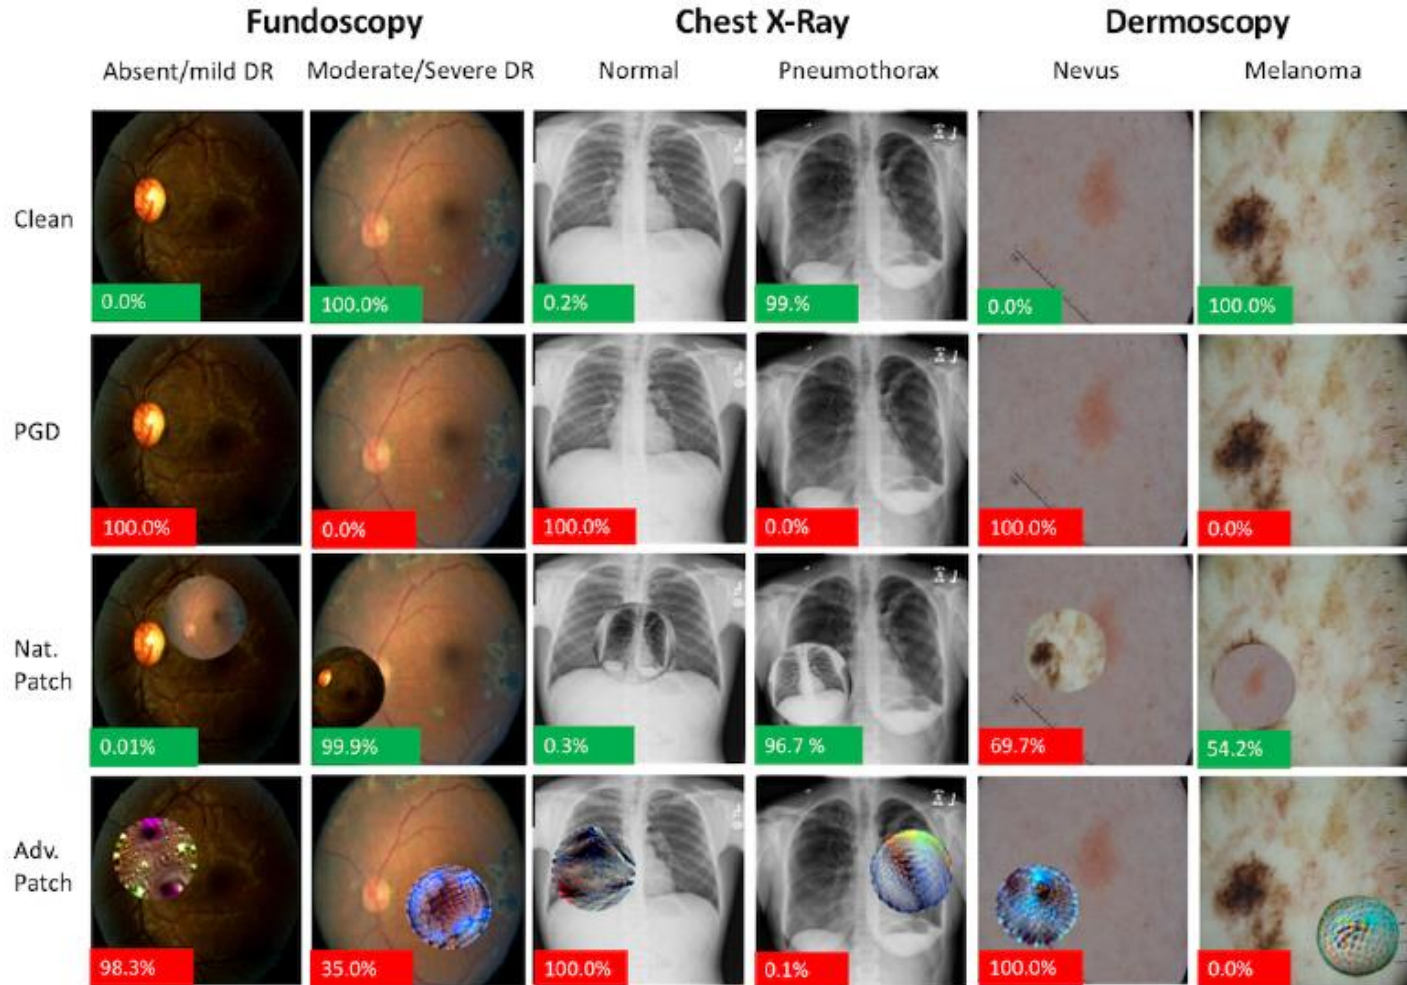 Fundoscopy Chest X-Ray Dermoscopy
Absent/mild DR Moderate/Severe DR Normal Pneumothorax Nevus Melanoma
Clean
0.0% 100.0% 0.2% 99.% 0.0% 100.0%
PGD
100.0% 0.0% 100.0% 0.0% 100.0% 0.0%
Nat.
Patch
0.01% 99.9% 0.3% 96.7 % 69.7% 54.2%
Adv.
Patch
98.3% 35.0% 100.0% 0.1% 100.0% 0.0%